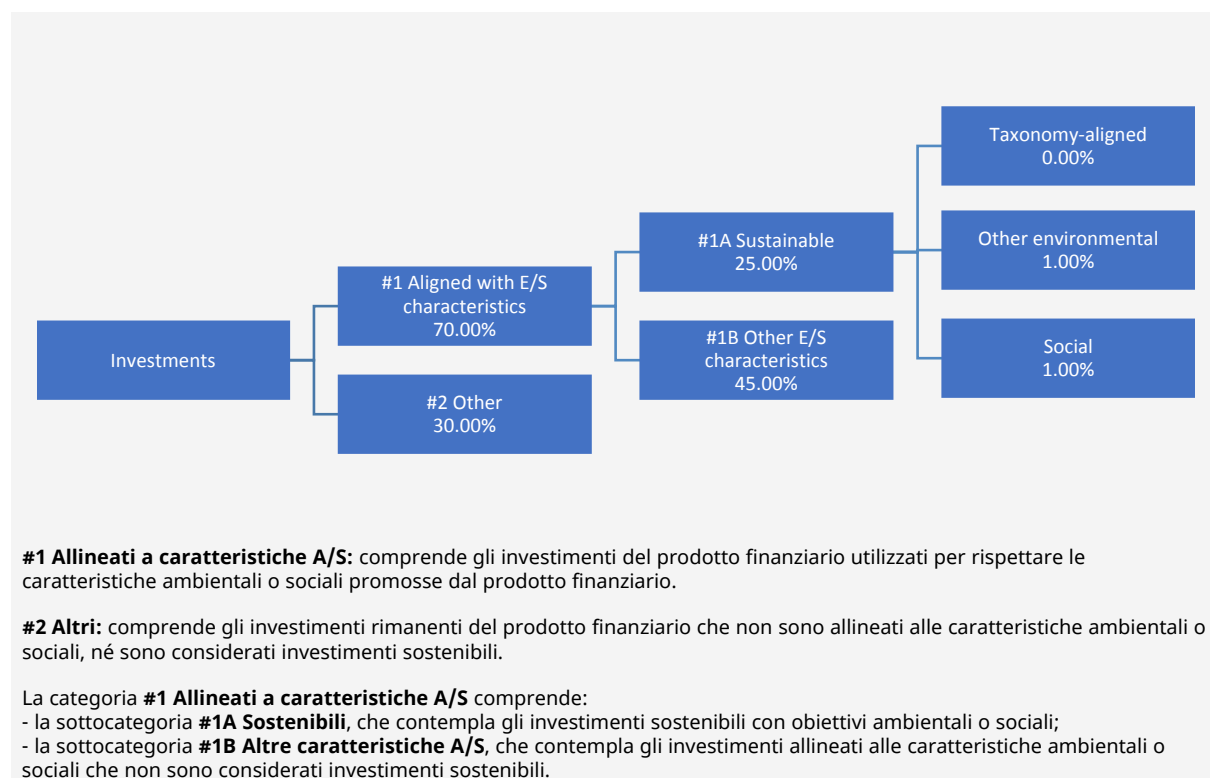 Investments
#1 Aligned with E/S
characteristics
70.00%
#2 Other
30.00%
#1A Sustainable
25.00%
#1B Other E/S
characteristics
45.00%
Taxonomy-aligned
0.00%
Other environmental
1.00%
Social
1.00%
#1 Allineati a caratteristiche A/S: comprende gli investimenti del prodotto finanziario utilizzati per rispettare le
caratteristiche ambientali o sociali promosse dal prodotto finanziario.
#2 Altri: comprende gli investimenti rimanenti del prodotto finanziario che non sono allineati alle caratteristiche ambientali o
sociali, né sono considerati investimenti sostenibili.
La categoria #1 Allineati a caratteristiche A/S comprende:
- la sottocategoria #1A Sostenibili, che contempla gli investimenti sostenibili con obiettivi ambientali o sociali;
- la sottocategoria #1B Altre caratteristiche A/S, che contempla gli investimenti allineati alle caratteristiche ambientali o
sociali che non sono considerati investimenti sostenibili.